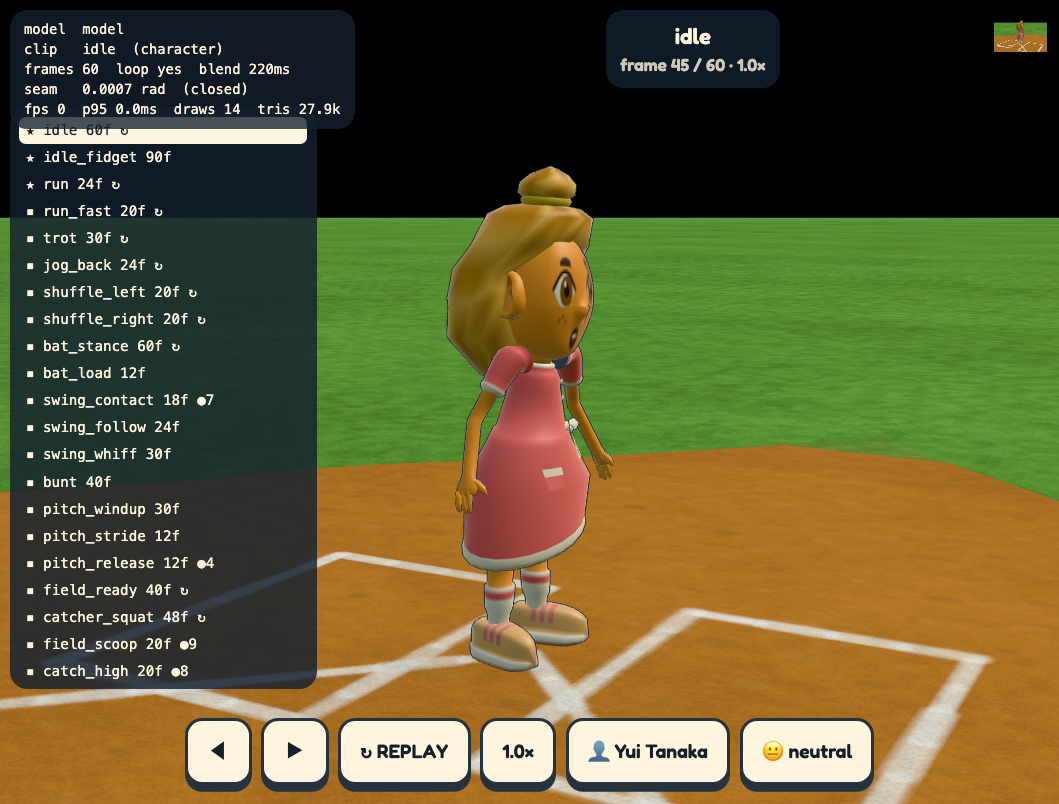 model  model
clip   idle  (character)
frames 60  loop yes  blend 220ms
seam   0.0007 rad  (closed)
fps 0  p95 0.0ms  draws 14  tris 27.9k
★ idle 60f ↻
★ idle_fidget 90f
★ run 24f ↻
▪ run_fast 20f ↻
▪ trot 30f ↻
▪ jog_back 24f ↻
▪ shuffle_left 20f ↻
▪ shuffle_right 20f ↻
▪ bat_stance 60f ↻
▪ bat_load 12f
▪ swing_contact 18f ●7
▪ swing_follow 24f
▪ swing_whiff 30f
▪ bunt 40f
▪ pitch_windup 30f
▪ pitch_stride 12f
▪ pitch_release 12f ●4
▪ field_ready 40f ↻
▪ catcher_squat 48f ↻
▪ field_scoop 20f ●9
▪ catch_high 20f ●8
idle
frame 45 / 60 · 1.0×
◀ ▶ ↻ REPLAY 1.0× 👤 Yui Tanaka 😐 neutral